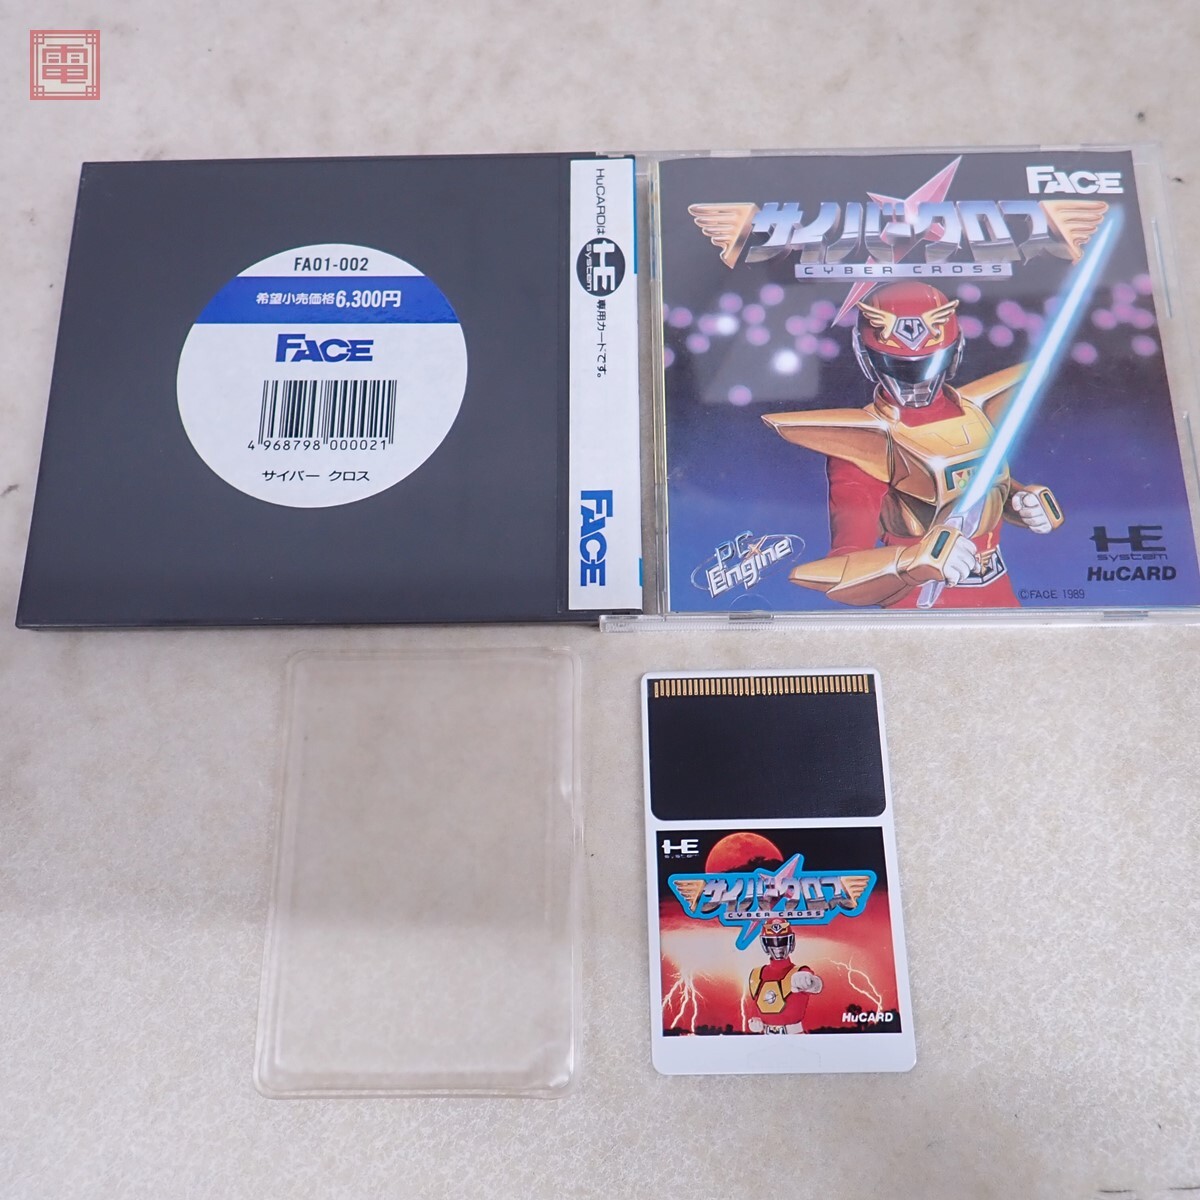 電
FA01-002
希望小売価格6,300円
FACE
4 968798 000021
サイバー クロス
HuCARDは
HE
system
専用カードです。
FACE
FACE
サイバークロス
CYBER CROSS
PC Engine
HE
system
HuCARD
©FACE 1989
HE
system
サイバークロス
CYBER CROSS
HuCARD